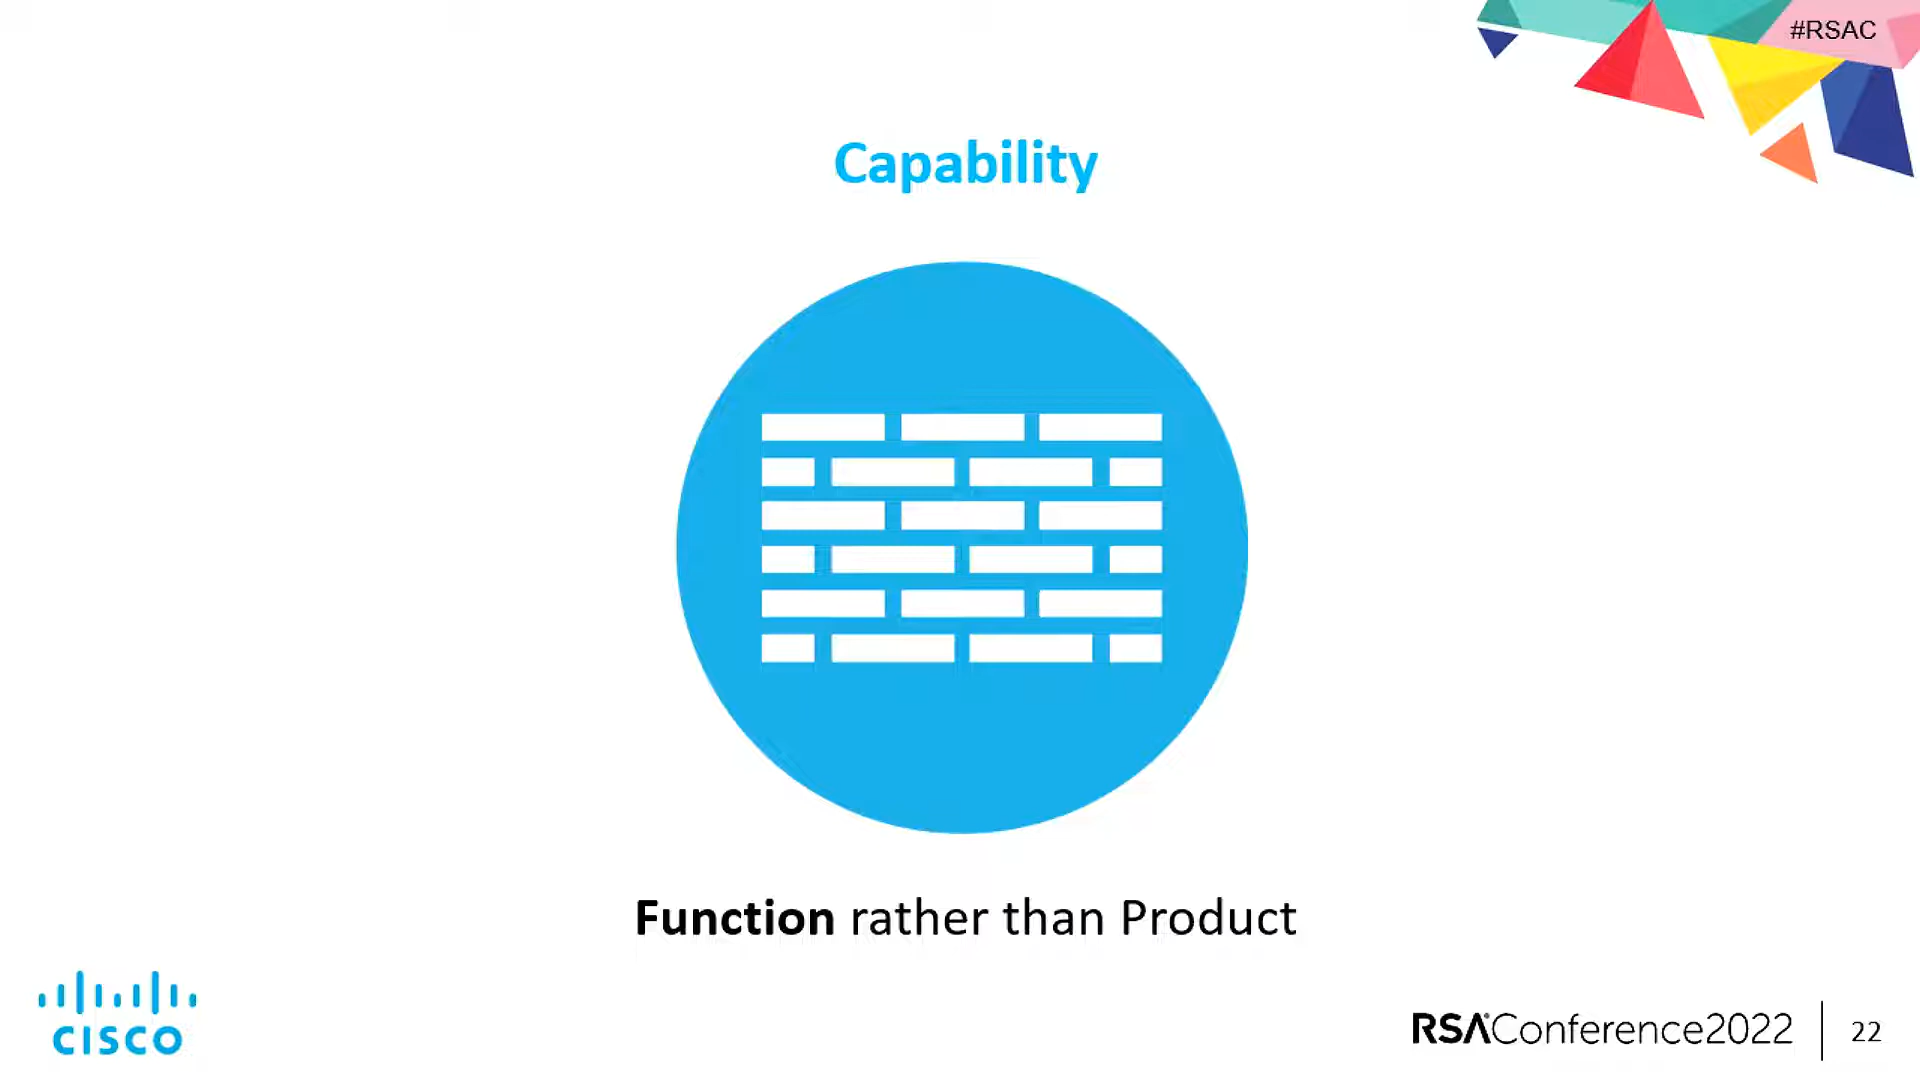 #RSAC
Capability
Function rather than Product
CISCO
RSAConference2022
22